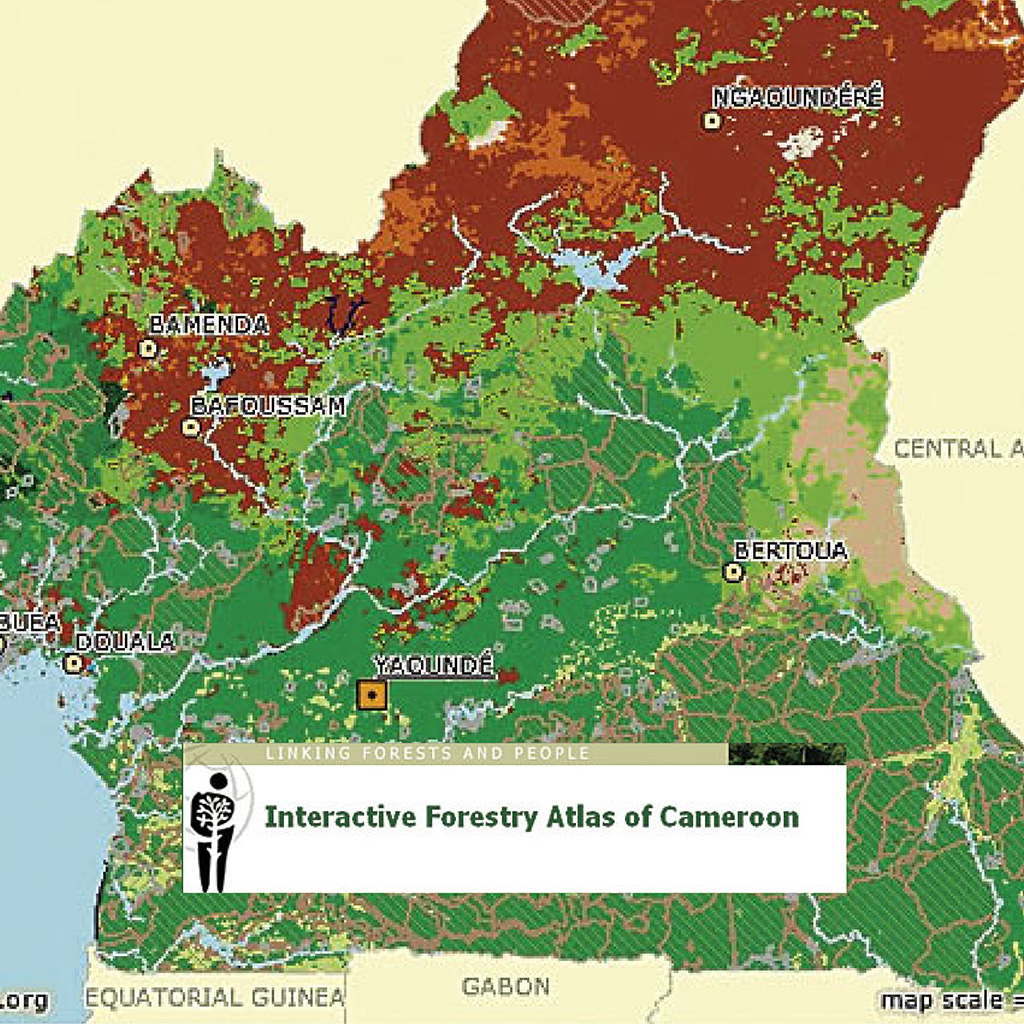 NGAOUNDÉRÉ
BAMENDA
BAFOUSSAM
CENTRAL A
BERTOUA
BUEA
DOUALA
YAOUNDÉ
LINKING FORESTS AND PEOPLE
Interactive Forestry Atlas of Cameroon
GABON
EQUATORIAL GUINEA
.org
map scale =